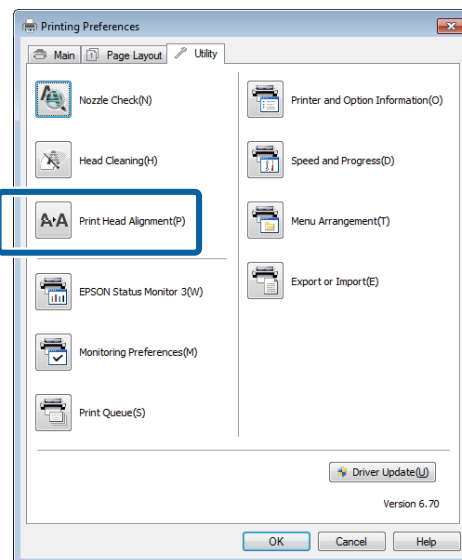 Printing Preferences
Main
Page Layout
Utility
Nozzle Check(N)
Head Cleaning(H)
Print Head Alignment(P)
EPSON Status Monitor 3(W)
Monitoring Preferences(M)
Print Queue(S)
Printer and Option Information(O)
Speed and Progress(D)
Menu Arrangement(T)
Export or Import(E)
Driver Update(U)
Version 6.70
OK
Cancel
Help